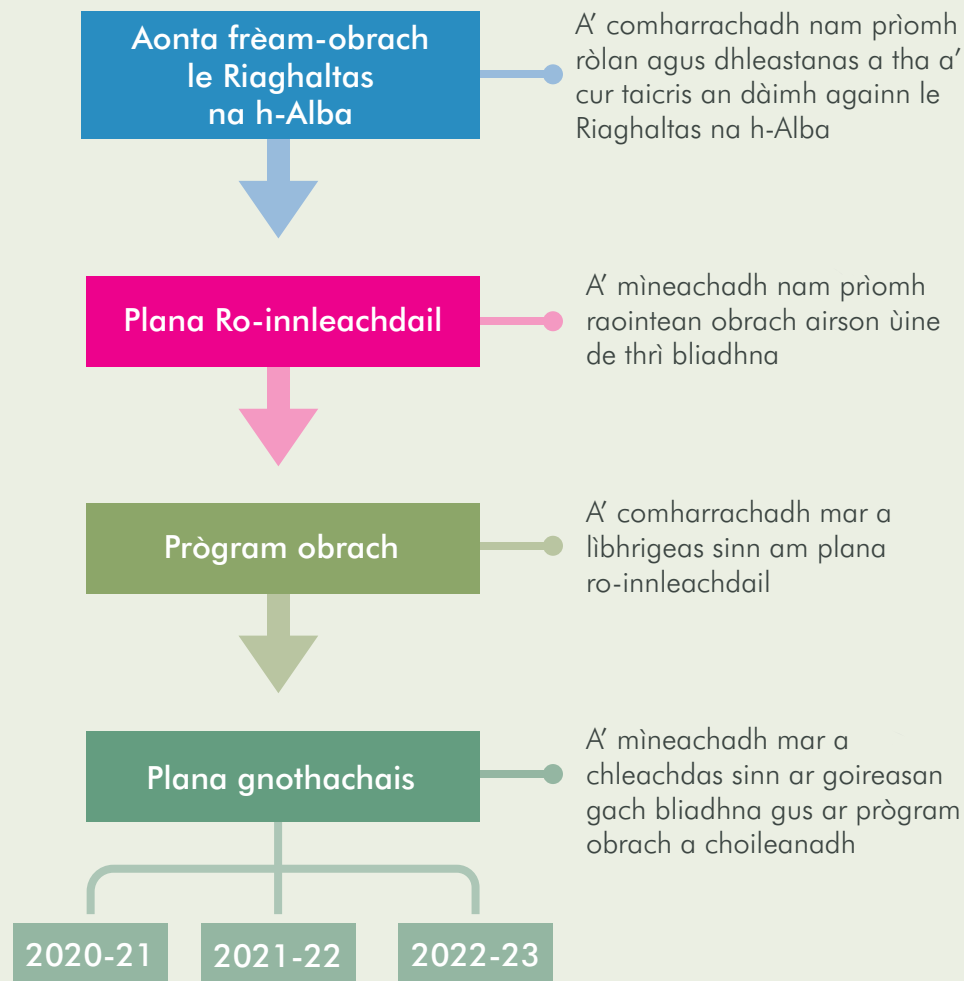 Aonta frèam-obrach
le Riaghaltas
na h-Alba
A’ comharrachadh nam prìomh
ròlan agus dhleastanas a tha a’
cur taicris an dàimh againn le
Riaghaltas na h-Alba
Plana Ro-innleachdail
A’ mìneachadh nam prìomh
raointean obrach airson ùine
de thrì bliadhna
Prògram obrach
A’ comharrachadh mar a
lìbhrigeas sinn am plana
ro-innleachdail
Plana gnothachais
A’ mìneachadh mar a
chleachdas sinn ar goireasan
gach bliadhna gus ar prògram
obrach a choileanadh
2020-21
2021-22
2022-23